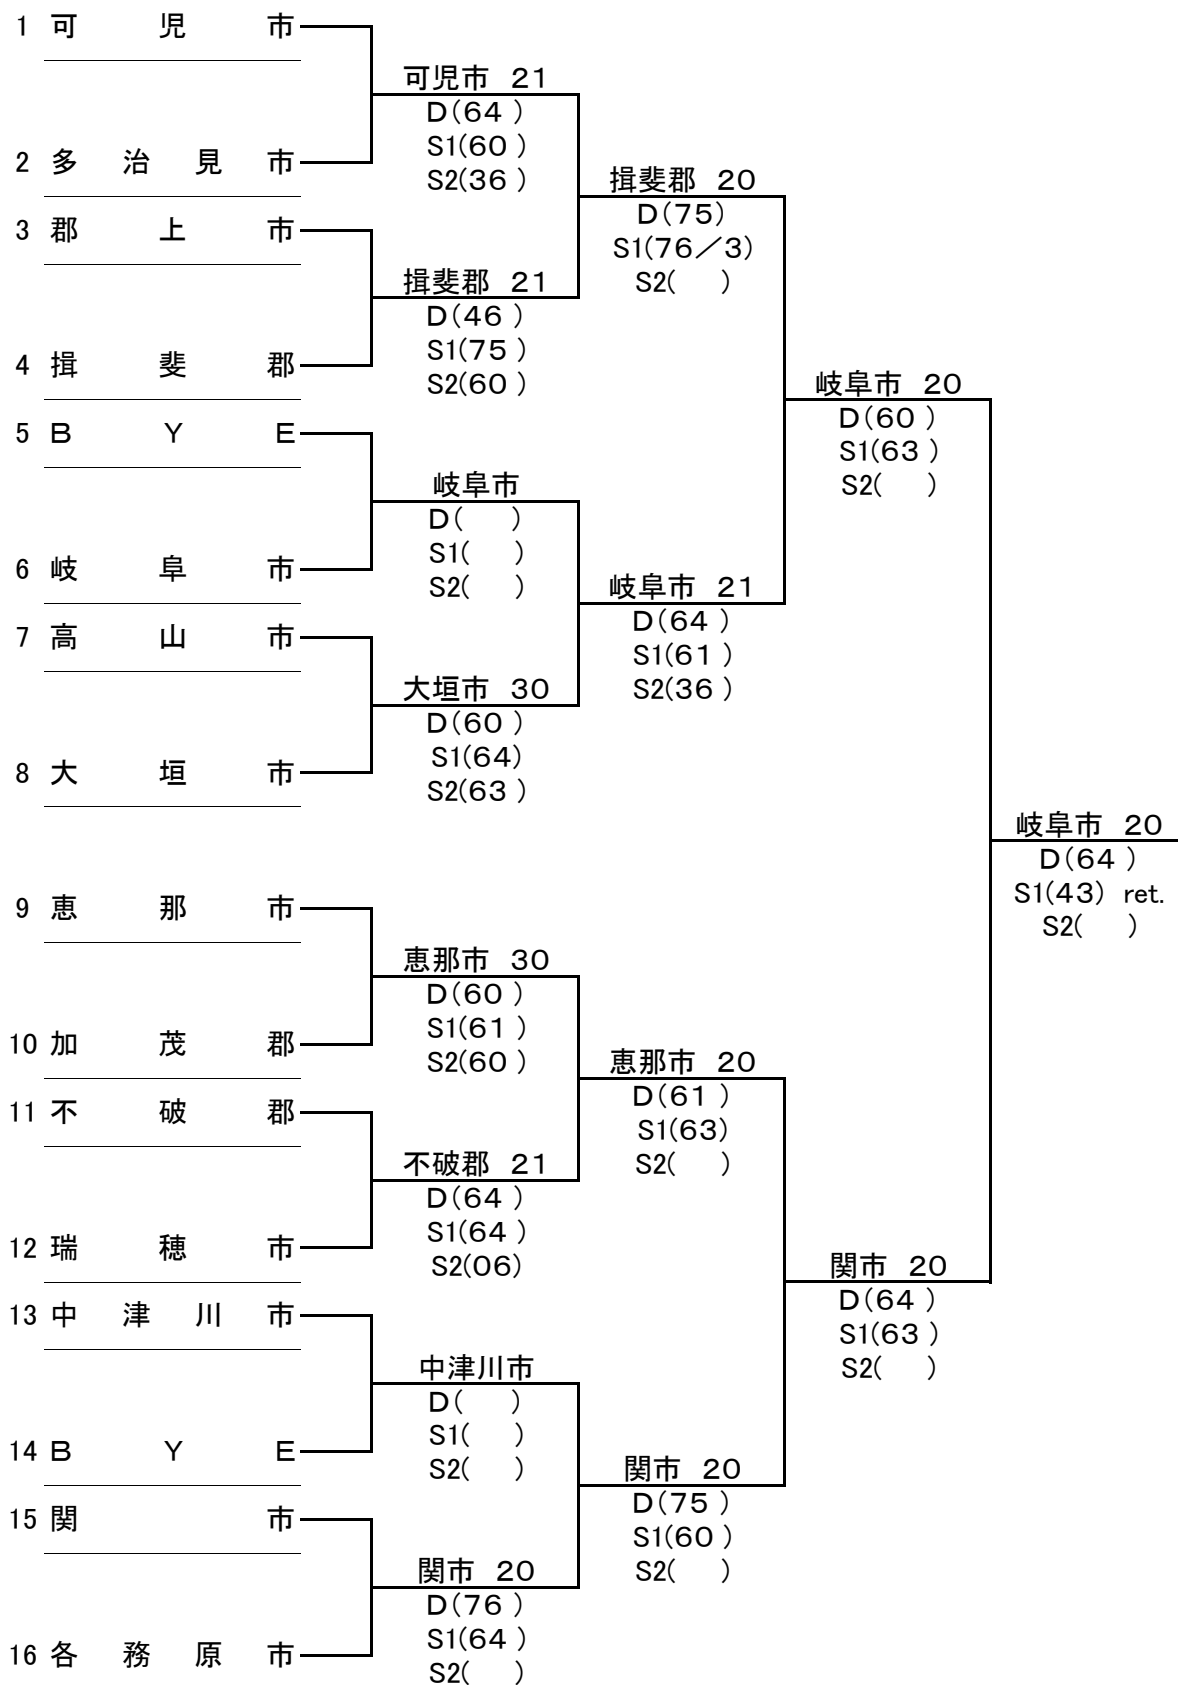 1 可児市
可児市 21
D(64 )
S1(60 )
S2(36 )
2 多治見市
揖斐郡 20
D(75)
S1(76／3)
S2( )
3 郡上市
揖斐郡 21
D(46 )
S1(75 )
S2(60 )
4 揖斐郡
岐阜市 20
D(60 )
S1(63 )
S2( )
5 BYE
岐阜市
D( )
S1( )
S2( )
6 岐阜市
岐阜市 21
D(64 )
S1(61 )
S2(36 )
7 高山市
大垣市 30
D(60 )
S1(64)
S2(63 )
8 大垣市
岐阜市 20
D(64 )
S1(43) ret.
S2( )
9 恵那市
恵那市 30
D(60 )
S1(61 )
S2(60 )
10 加茂郡
恵那市 20
D(61 )
S1(63)
S2( )
11 不破郡
不破郡 21
D(64 )
S1(64 )
S2(06)
12 瑞穂市
関市 20
D(64 )
S1(63 )
S2( )
13 中津川市
中津川市
D( )
S1( )
S2( )
14 BYE
関市 20
D(75 )
S1(60 )
S2( )
15 関市
関市 20
D(76 )
S1(64 )
S2( )
16 各務原市